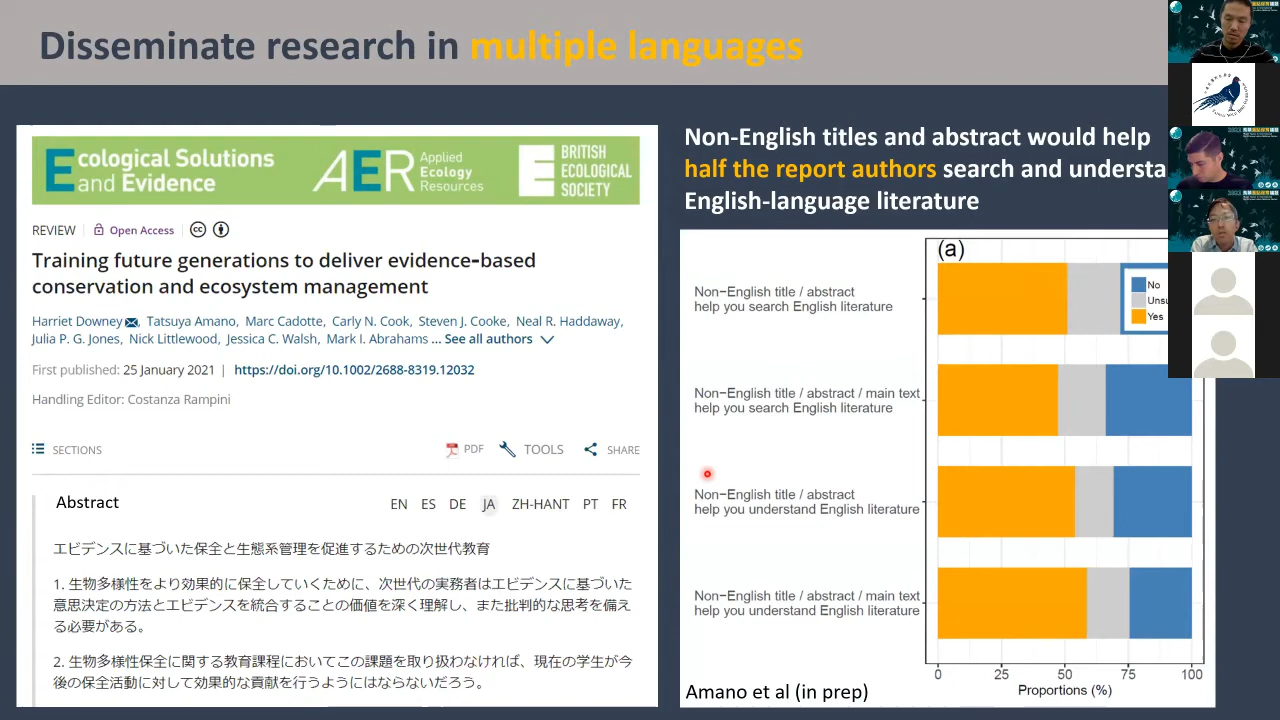 Disseminate research in multiple languages
Ecological Solutions
and Evidence
AER Applied
Ecology
Resources
BRITISH
ECOLOGICAL
SOCIETY
REVIEW
Open Access
Training future generations to deliver evidence-based
conservation and ecosystem management
Harriet Downey, Tatsuya Amano, Marc Cadotte, Carly N. Cook, Steven J. Cooke, Neal R. Haddaway,
Julia P. G. Jones, Nick Littlewood, Jessica C. Walsh, Mark I. Abrahams ... See all authors
First published: 25 January 2021 | https://doi.org/10.1002/2688-8319.12032
Handling Editor: Costanza Rampini
SECTIONS
PDF
TOOLS
SHARE
Abstract
EN ES DE JA ZH-HANT PT FR
エビデンスに基づいた保全と生態系管理を促進するための次世代教育
1. 生物多様性をより効果的に保全していくために、次世代の実務者はエビデンスに基づいた
意思決定の方法とエビデンスを統合することの価値を深く理解し、また批判的な思考を備え
る必要がある。
2. 生物多様性保全に関する教育課程においてこの課題を取り扱わなければ、現在の学生が今
後の保全活動に対して効果的な貢献を行うようにはならないだろう。
Non-English titles and abstract would help
half the report authors search and understa
English-language literature
(a)
Non-English title / abstract
help you search English literature
Non-English title / abstract / main text
help you search English literature
Non-English title / abstract
help you understand English literature
Non-English title / abstract / main text
help you understand English literature
No
Unsu
Yes
0 25 50 75 100
Proportions (%)
Amano et al (in prep)